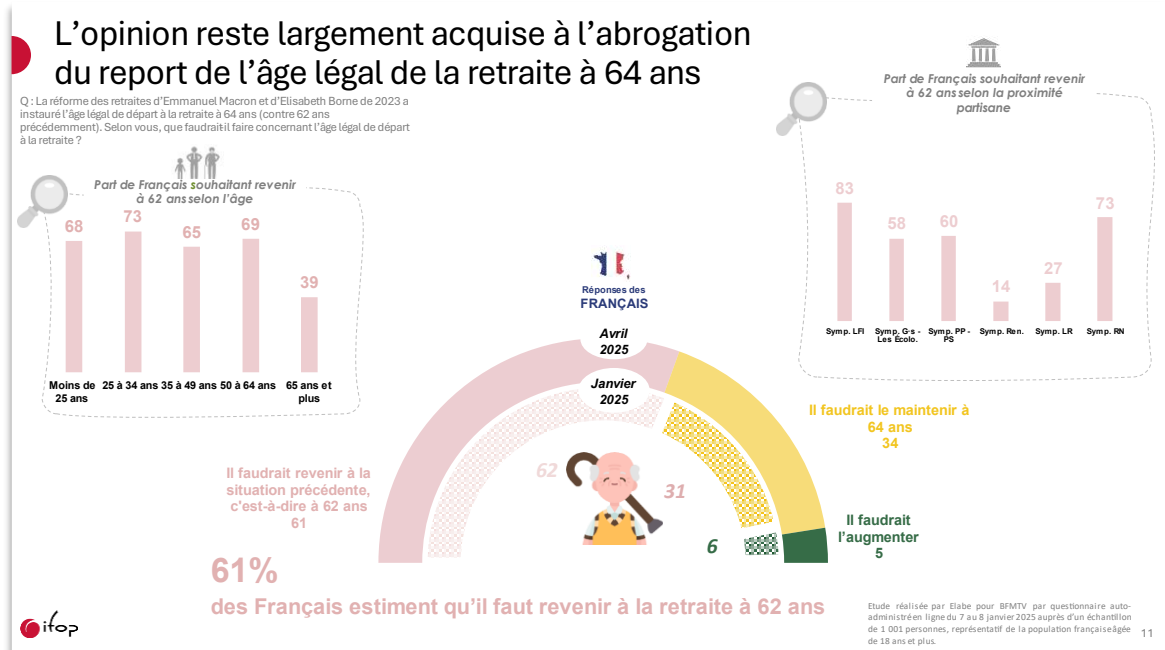 L’opinion reste largement acquise à l’abrogation
du report de l’âge légal de la retraite à 64 ans
Q : La réforme des retraites d’Emmanuel Macron et d’Elisabeth Borne de 2023 a
instauré l’âge légal de départ à la retraite à 64 ans (contre 62 ans
précédemment). Selon vous, que faudrait-il faire concernant l’âge légal de départ
à la retraite ?
Part de Français souhaitant revenir
à 62 ans selon l’âge
68
73
65
69
39
Moins de
25 ans
25 à 34 ans
35 à 49 ans
50 à 64 ans
65 ans et
plus
Part de Français souhaitant revenir
à 62 ans selon la proximité
partisane
83
58
60
14
27
73
Symp. LFI
Symp. G·s -
Les Écolo.
Symp. PP -
PS
Symp. Ren.
Symp. LR
Symp. RN
Réponses des
FRANÇAIS
Avril
2025
Janvier
2025
Il faudrait revenir à la
situation précédente,
c'est-à-dire à 62 ans
61
62
31
6
Il faudrait le maintenir à
64 ans
34
Il faudrait
l’augmenter
5
61%
des Français estiment qu’il faut revenir à la retraite à 62 ans
ifop
Etude réalisée par Elabe pour BFMTV par questionnaire auto-
administré en ligne du 7 au 8 janvier 2025 auprès d’un échantillon
de 1 001 personnes, représentatif de la population française âgée
de 18 ans et plus.
11